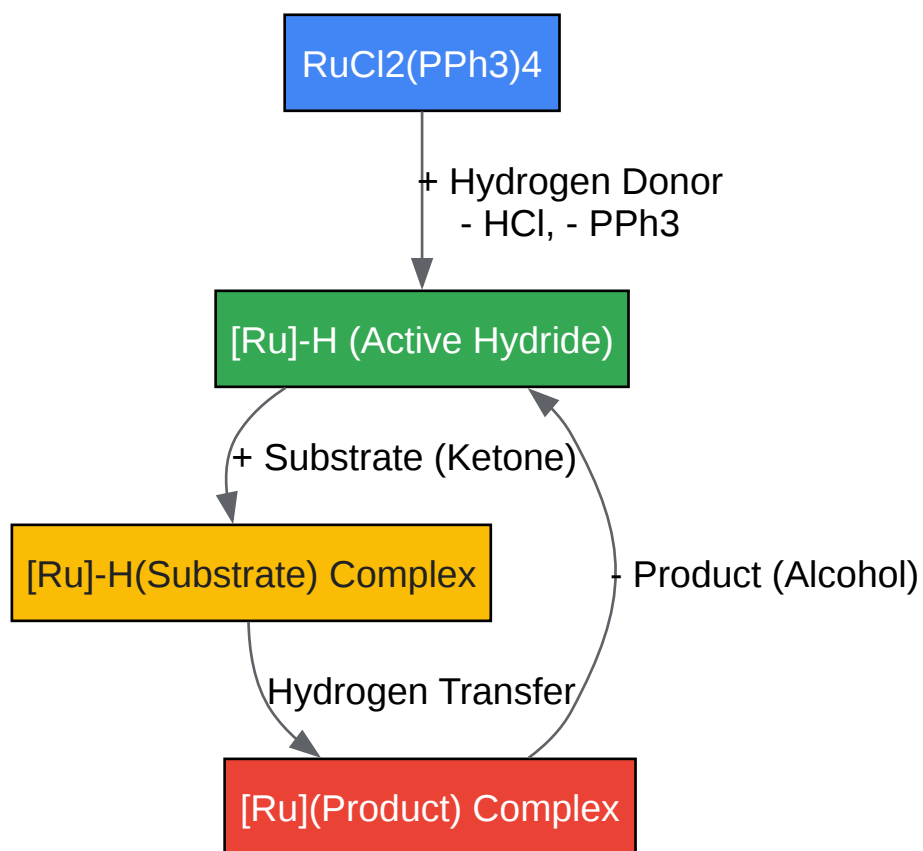 RuCl2(PPh3)4
+ Hydrogen Donor
- HCl, - PPh3
[Ru]-H (Active Hydride)
+ Substrate (Ketone)
[Ru]-H(Substrate) Complex
- Product (Alcohol)
Hydrogen Transfer
[Ru](Product) Complex